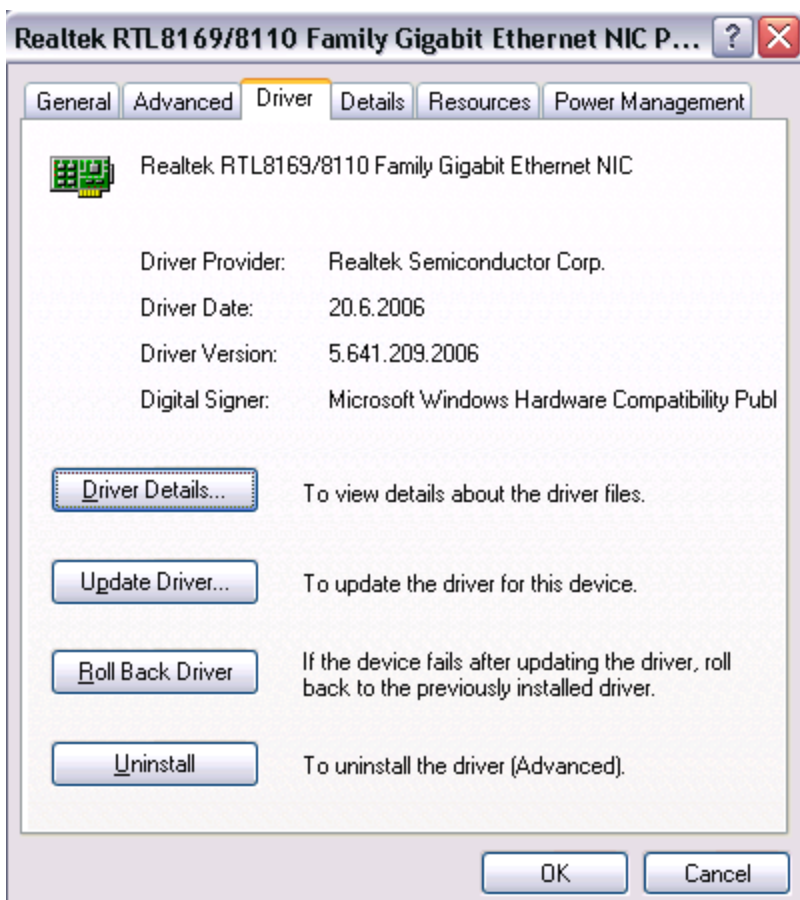 Realtek RTL8169/8110 Family Gigabit Ethernet NIC P... ?
General Advanced Driver Details Resources Power Management
Realtek RTL8169/8110 Family Gigabit Ethernet NIC
Driver Provider: Realtek Semiconductor Corp.
Driver Date: 20.6.2006
Driver Version: 5.641.209.2006
Digital Signer: Microsoft Windows Hardware Compatibility Publ
Driver Details... To view details about the driver files.
Update Driver... To update the driver for this device.
Roll Back Driver If the device fails after updating the driver, roll
back to the previously installed driver.
Uninstall To uninstall the driver (Advanced).
OK Cancel